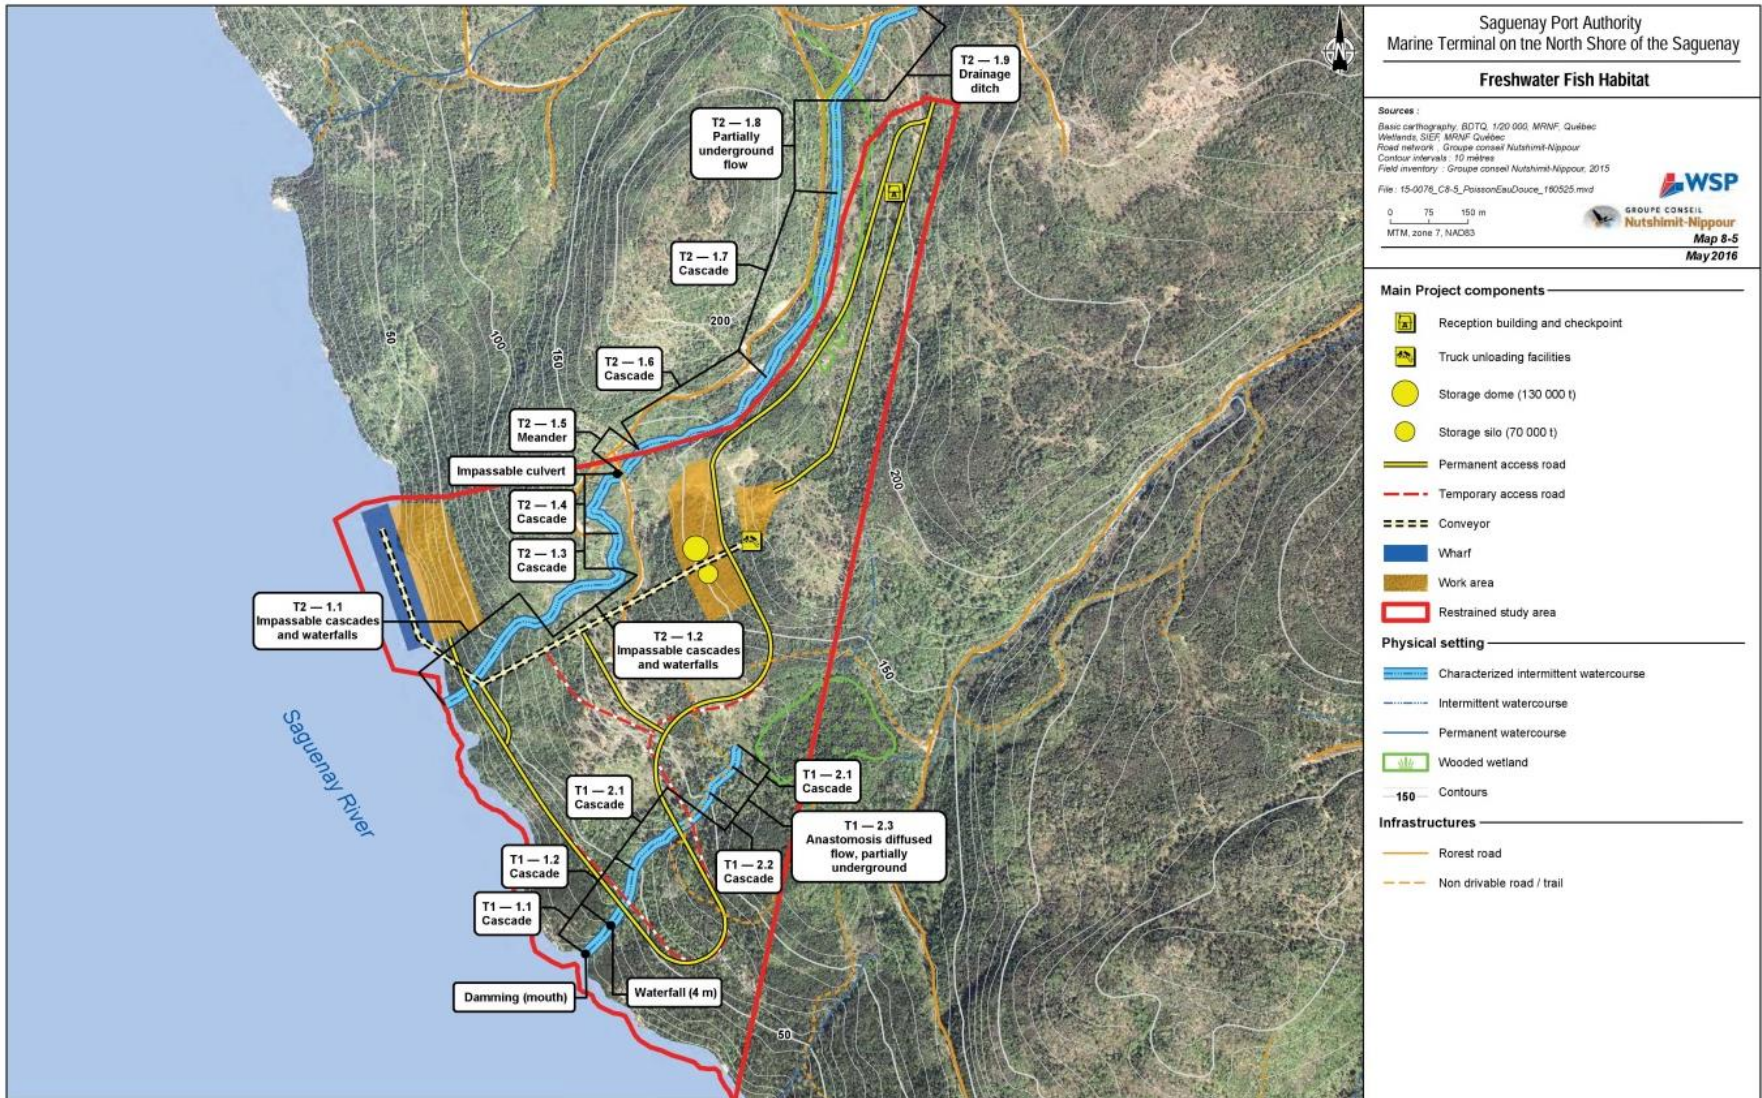 Saguenay Port Authority
Marine Terminal on tne North Shore of the Saguenay
Freshwater Fish Habitat
Sources :
Basic carthography, BDTQ, 1/20 000, MRNF, Québec
Wetlands, SIEF, MRNF Québec
Road network : Groupe conseil Nutshimit-Nippour
Contour intervals : 10 mètres
Field inventory : Groupe conseil Nutshimit-Nippour, 2015
File : 15-0076_C8-5_PoissonEauDouce_160525.mxd
0 75 150 m
MTM, zone 7, NAD83
WSP
GROUPE CONSEIL
Nutshimit-Nippour
Map 8-5
May 2016
Main Project components
Reception building and checkpoint
Truck unloading facilities
Storage dome (130 000 t)
Storage silo (70 000 t)
Permanent access road
Temporary access road
Conveyor
Wharf
Work area
Restrained study area
Physical setting
Characterized intermittent watercourse
Intermittent watercourse
Permanent watercourse
Wooded wetland
150 Contours
Infrastructures
Rorest road
Non drivable road / trail
N
T2 — 1.9
Drainage
ditch
T2 — 1.8
Partially
underground
flow
T2 — 1.7
Cascade
T2 — 1.6
Cascade
T2 — 1.5
Meander
Impassable culvert
T2 — 1.4
Cascade
T2 — 1.3
Cascade
T2 — 1.1
Impassable cascades
and waterfalls
T2 — 1.2
Impassable cascades
and waterfalls
T1 — 2.1
Cascade
T1 — 2.1
Cascade
T1 — 2.3
Anastomosis diffused
flow, partially
underground
T1 — 2.2
Cascade
T1 — 1.2
Cascade
T1 — 1.1
Cascade
Damming (mouth)
Waterfall (4 m)
Saguenay River
50
100
150
200
200
150
50